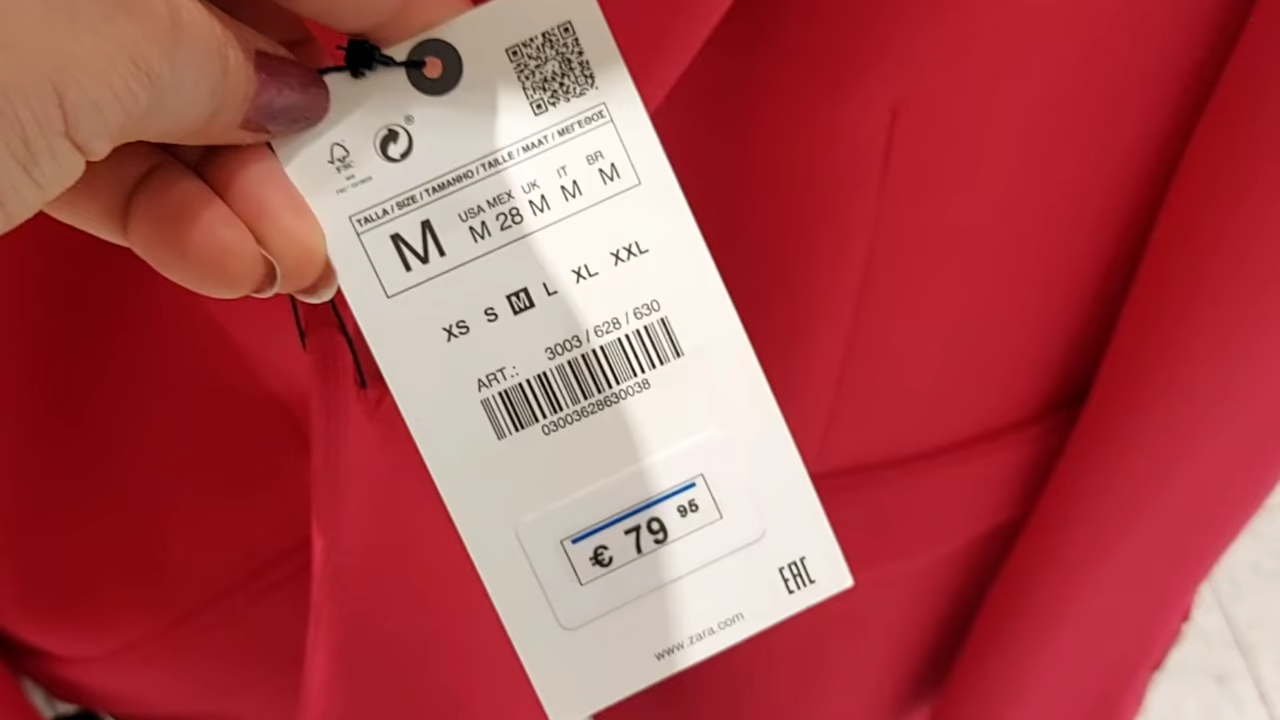 FSC
®
TALLA / SIZE / TAMANHO / TAILLE / MAAT / ΜΕΓΕΘΟΣ
M USA M MEX 28 UK M IT M BR M
XS S M L XL XXL
ART.: 3003 / 628 / 630
03003628630038
€ 79 95
EAC
www.zara.com